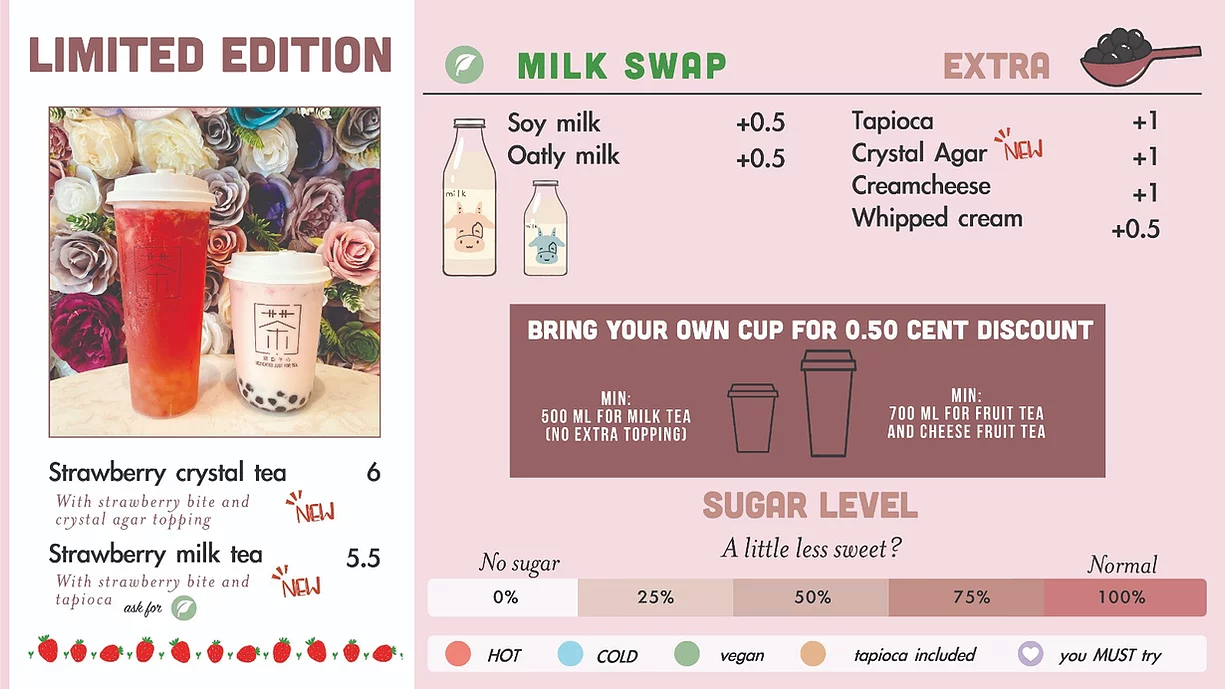 LIMITED EDITION
茶
Strawberry crystal tea 6
With strawberry bite and
crystal agar topping
NEW
Strawberry milk tea 5.5
With strawberry bite and
tapioca ask for
NEW
MILK SWAP
Soy milk +0.5
Oatly milk +0.5
milk
milk
EXTRA
Tapioca +1
Crystal Agar NEW +1
Creamcheese +1
Whipped cream +0.5
BRING YOUR OWN CUP FOR 0.50 CENT DISCOUNT
MIN:
500 ML FOR MILK TEA
(NO EXTRA TOPPING)
MIN:
700 ML FOR FRUIT TEA
AND CHEESE FRUIT TEA
SUGAR LEVEL
A little less sweet?
No sugar
Normal
0% 25% 50% 75% 100%
HOT COLD vegan tapioca included you MUST try